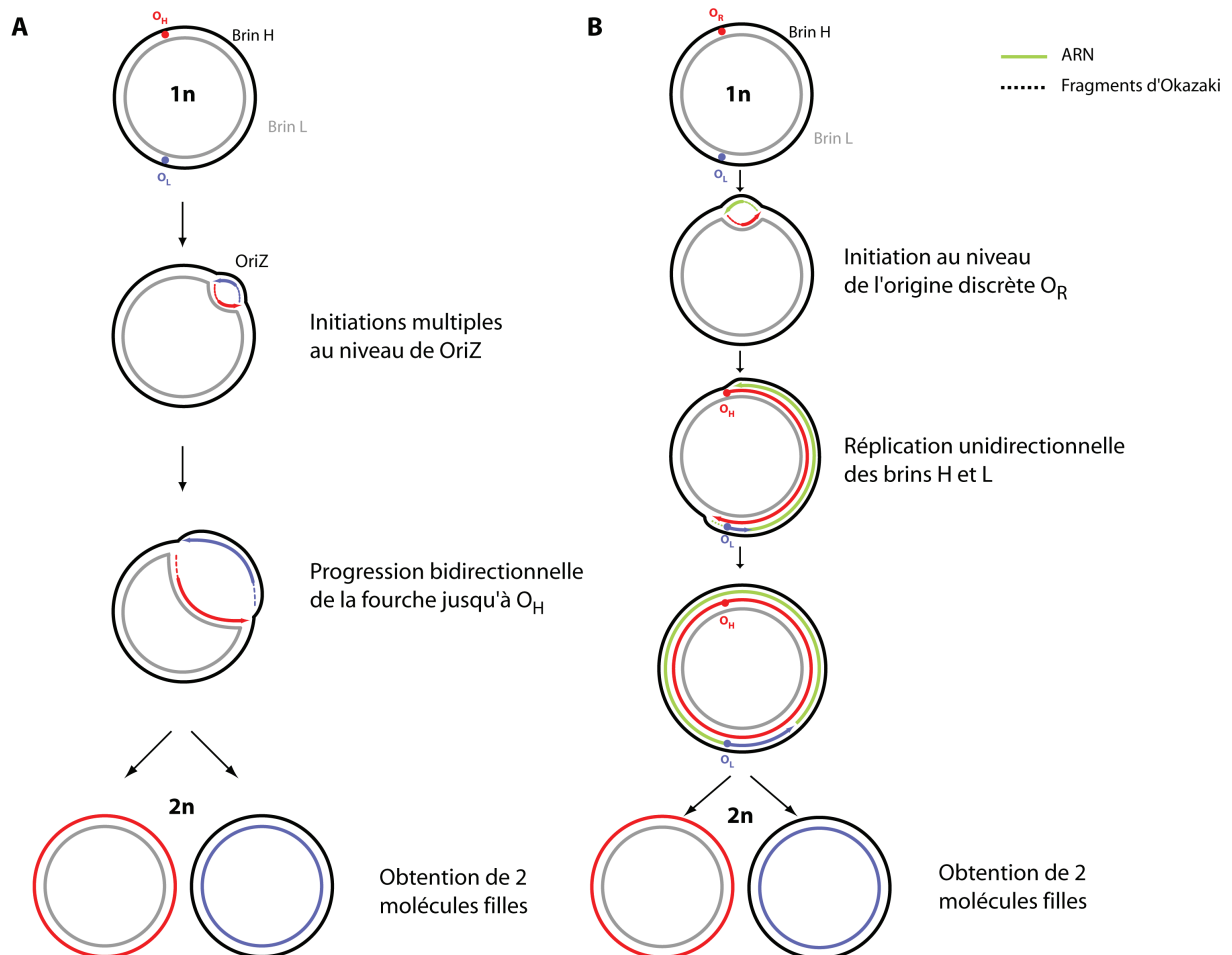 A
O_H
Brin H
1n
Brin L
O_L
OriZ
Initiations multiples
au niveau de OriZ
Progression bidirectionnelle
de la fourche jusqu'à O_H
2n
Obtention de 2
molécules filles
B
O_R
Brin H
1n
Brin L
O_L
ARN
Fragments d'Okazaki
Initiation au niveau
de l'origine discrète O_R
O_H
Réplication unidirectionnelle
des brins H et L
O_L
O_H
O_L
2n
Obtention de 2
molécules filles